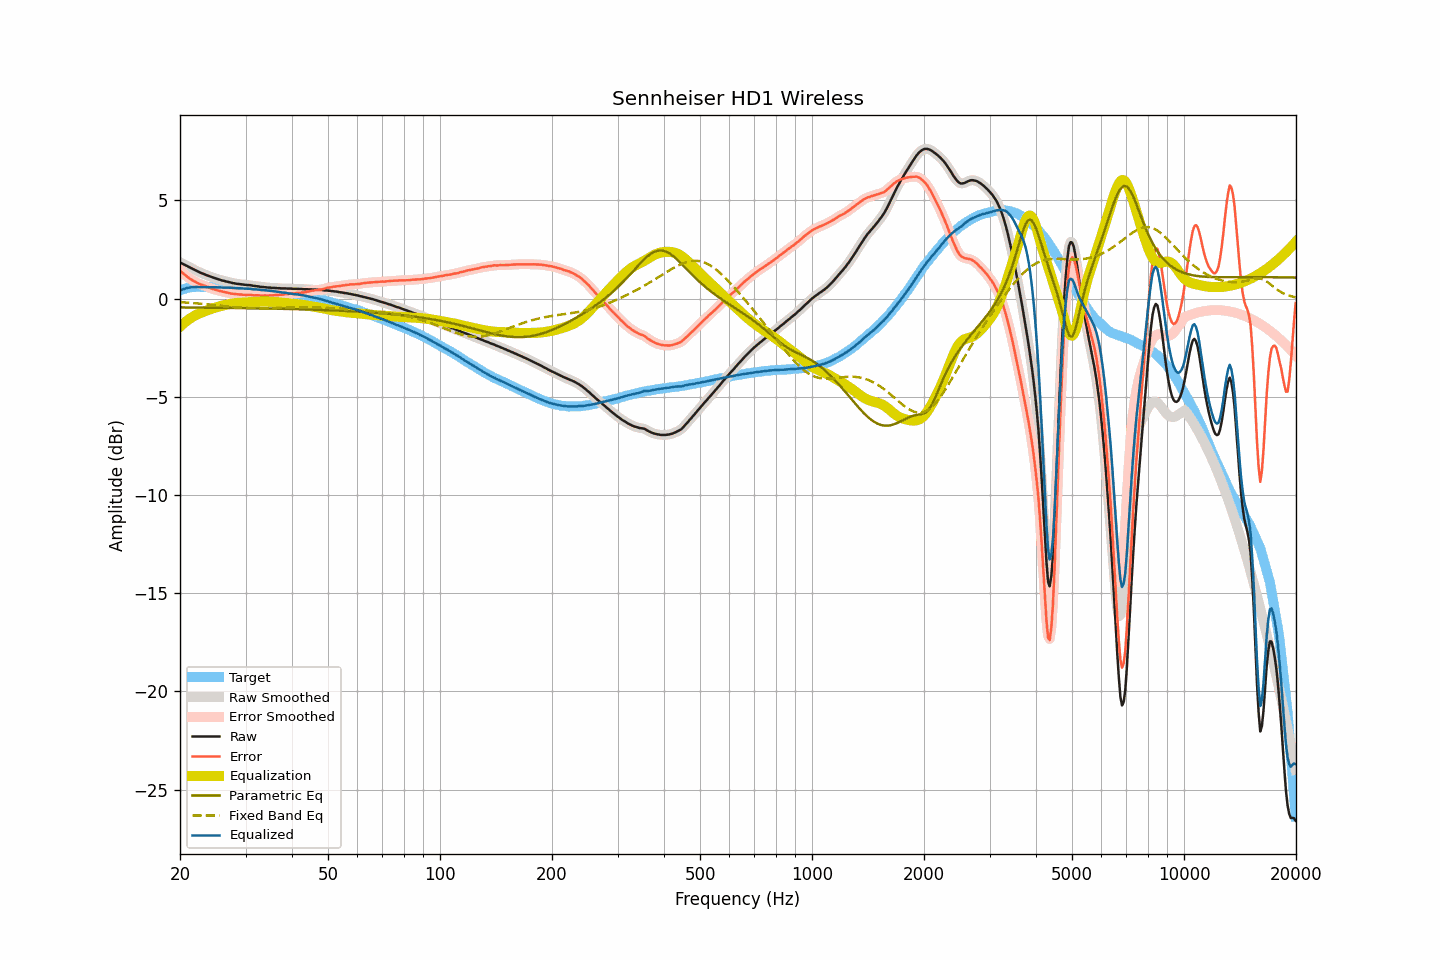 Sennheiser HD1 Wireless
Amplitude (dBr)
5
0
−5
−10
−15
−20
−25
Target
Raw Smoothed
Error Smoothed
Raw
Error
Equalization
Parametric Eq
Fixed Band Eq
Equalized
20 50 100 200 500 1000 2000 5000 10000 20000
Frequency (Hz)